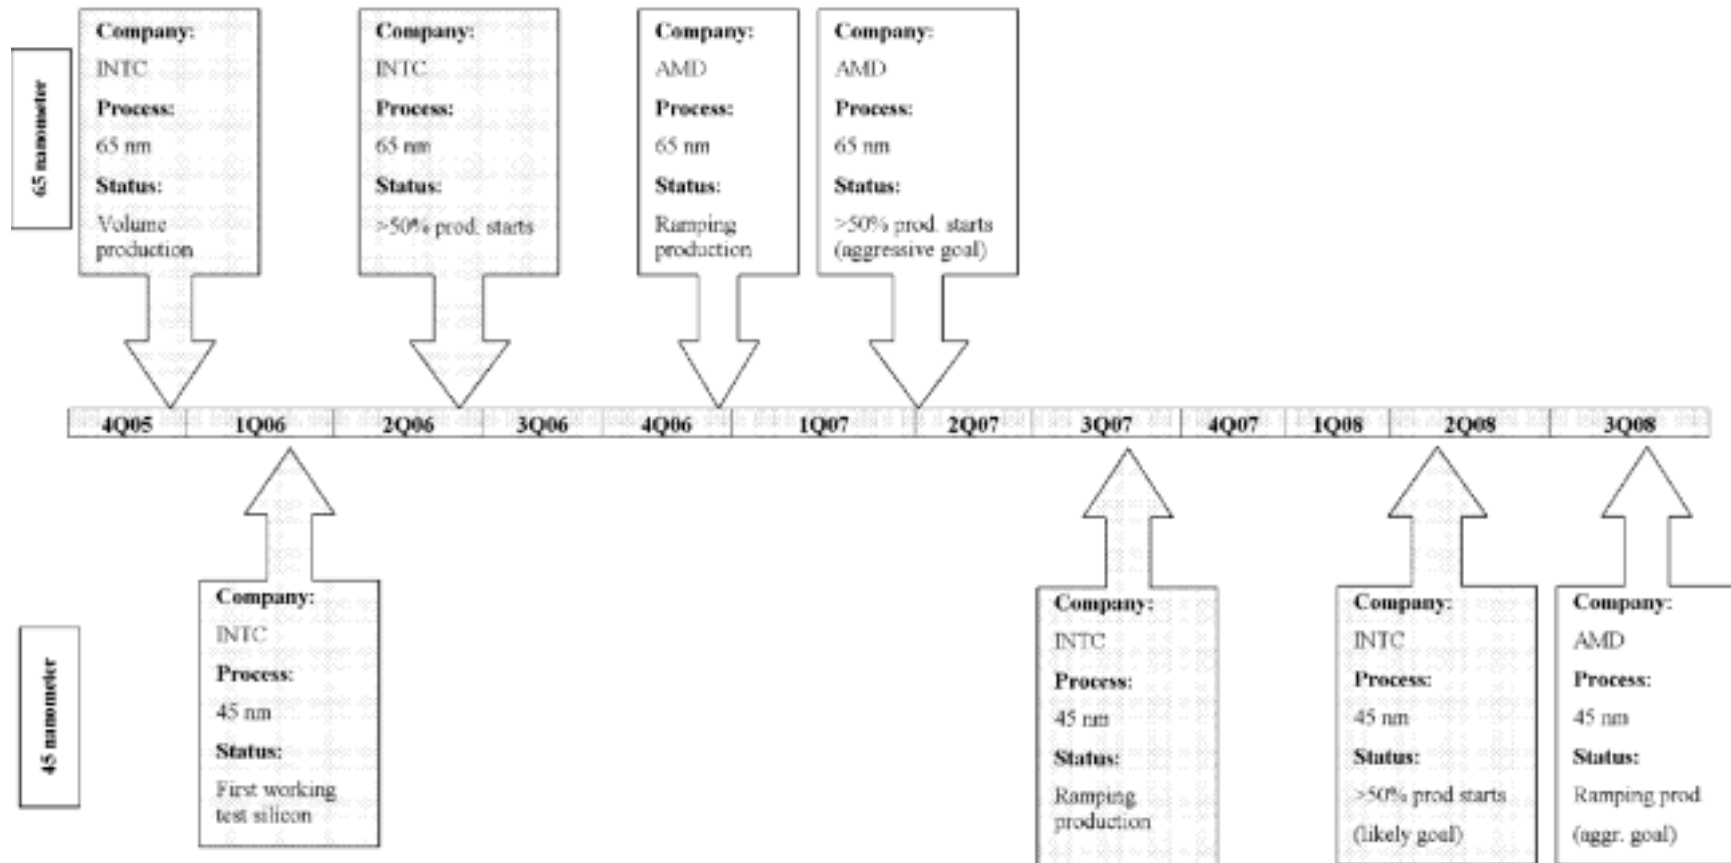 65 nanometer
Company:
INTC
Process:
65 nm
Status:
Volume
production
Company:
INTC
Process:
65 nm
Status:
>50% prod. starts
Company:
AMD
Process:
65 nm
Status:
Ramping
production
Company:
AMD
Process:
65 nm
Status:
>50% prod. starts
(aggressive goal)
4Q05 1Q06 2Q06 3Q06 4Q06 1Q07 2Q07 3Q07 4Q07 1Q08 2Q08 3Q08
45 nanometer
Company:
INTC
Process:
45 nm
Status:
First working
test silicon
Company:
INTC
Process:
45 nm
Status:
Ramping
production
Company:
INTC
Process:
45 nm
Status:
>50% prod starts
(likely goal)
Company:
AMD
Process:
45 nm
Status:
Ramping prod
(aggr. goal)